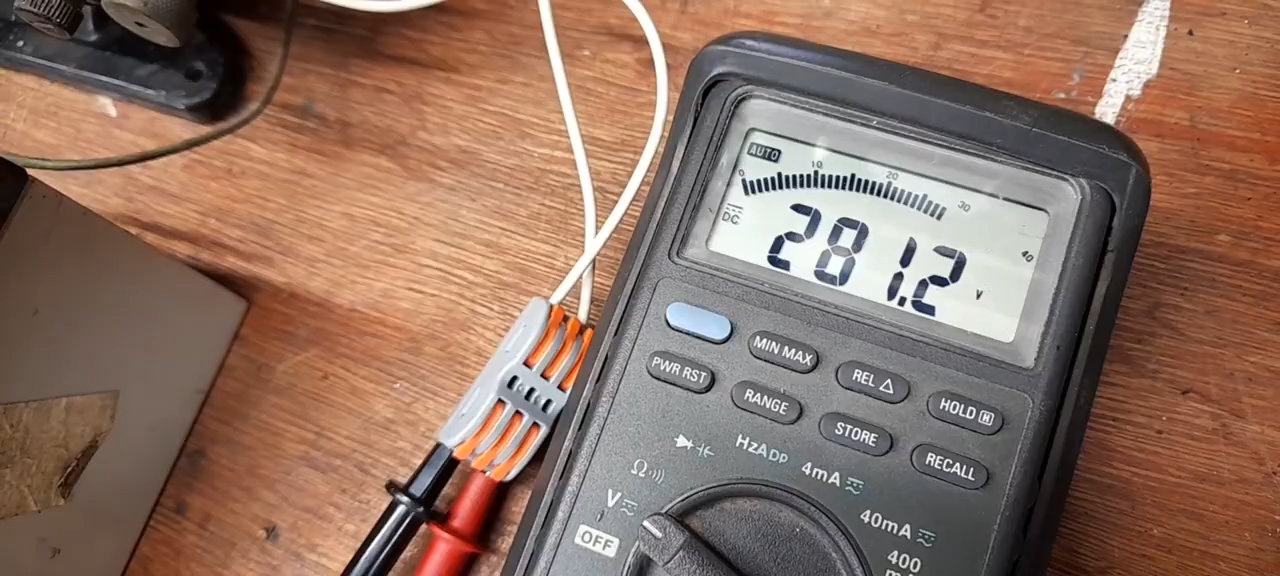 AUTO
0 10 20 30 40
DC
281.2 V
MIN MAX
REL △
HOLD H
PWR RST
RANGE
STORE
RECALL
HzADP
4mA
Ω
40mA
V
OFF
400